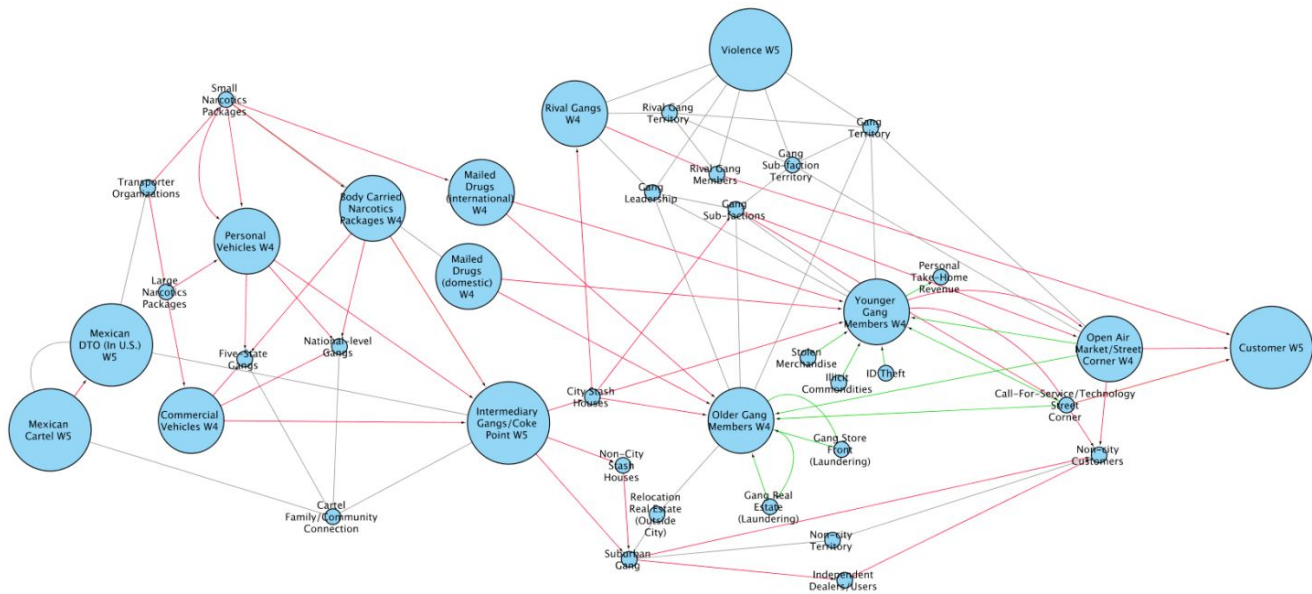 Violence W5
Small
Narcotics
Packages
Rival Gangs
W4
Rival Gang
Territory
Gang
Territory
Gang
Sub-faction
Territory
Rival Gang
Members
Transporter
Organizations
Body Carried
Narcotics
Packages W4
Mailed
Drugs
(international)
W4
Gang
Leadership
Gang
Sub-factions
Personal
Vehicles W4
Mailed
Drugs
(domestic)
W4
Personal
Take-Home
Revenue
Large
Narcotics
Packages
Younger
Gang
Members W4
Mexican
DTO (In U.S.)
W5
Five-State
Gangs
National-level
Gangs
Open Air
Market/Street
Corner W4
Customer W5
Stolen
Merchandise
Illicit
Commodities
ID Theft
Mexican
Cartel W5
Commercial
Vehicles W4
Intermediary
Gangs/Coke
Point W5
City Stash
Houses
Older Gang
Members W4
Call-For-Service/Technology
Street
Corner
Gang Store
Front
(Laundering)
Non-city
Customers
Non-City
Stash
Houses
Cartel
Family/Community
Connection
Relocation
Real Estate
(Outside
City)
Gang Real
Estate
(Laundering)
Suburban
Gang
Non-city
Territory
Independent
Dealers/Users